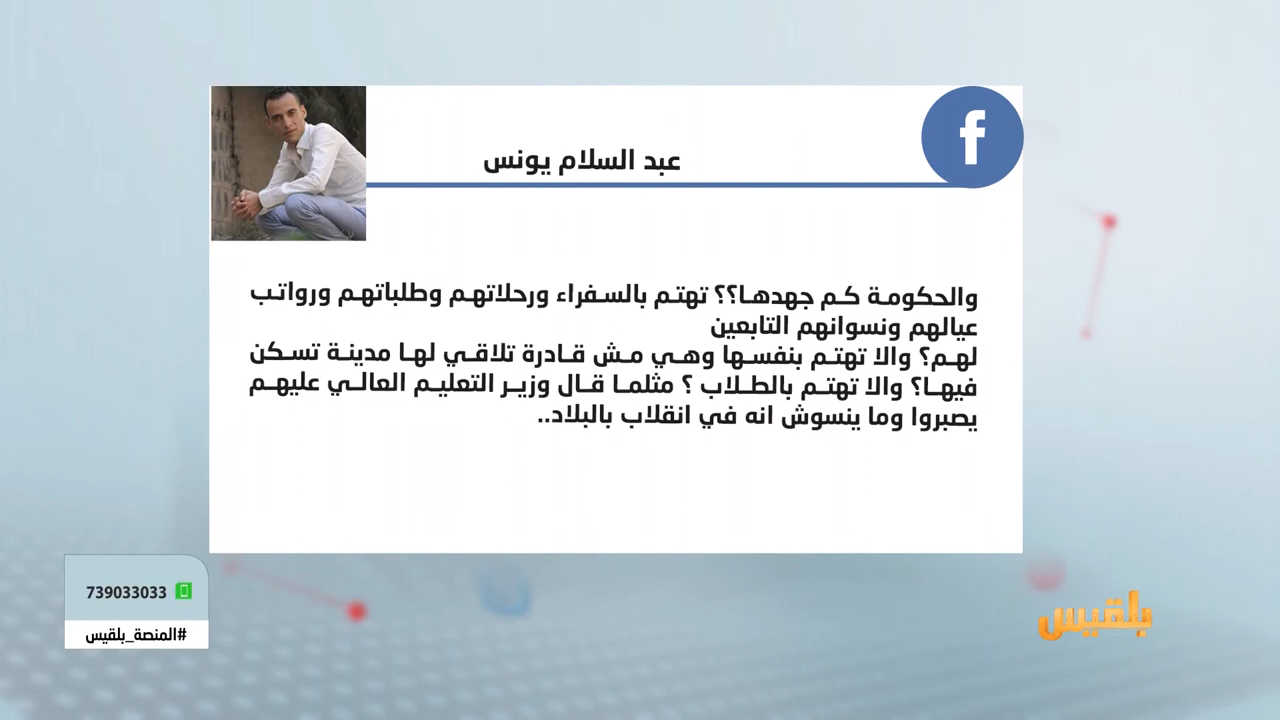 عبد السلام يونس
والحكومة كم جهدها؟؟ تهتم بالسفراء ورحلاتهم وطلباتهم ورواتب
عيالهم ونسوانهم التابعين
لهم؟ والا تهتم بنفسها وهي مش قادرة تلاقي لها مدينة تسكن
فيها؟ والا تهتم بالطلاب ؟ مثلما قال وزير التعليم العالي عليهم
يصبروا وما ينسوش انه في انقلاب بالبلاد..
739033033
#المنصة_بلقيس
بلقيس